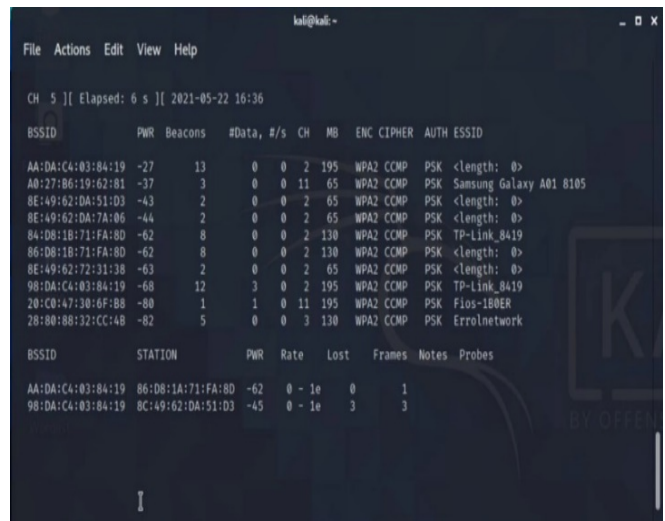 kali@kali: ~
File Actions Edit View Help
CH 5 ][ Elapsed: 6 s ][ 2021-05-22 16:36
BSSID PWR Beacons #Data, #/s CH MB ENC CIPHER AUTH ESSID
AA:DA:C4:03:84:19 -27 13 0 0 2 195 WPA2 CCMP PSK <length: 0>
A0:27:B6:19:62:81 -37 3 0 0 11 65 WPA2 CCMP PSK Samsung Galaxy A01 8105
8E:49:62:DA:51:D3 -43 2 0 0 2 65 WPA2 CCMP PSK <length: 0>
8E:49:62:DA:7A:06 -44 2 0 0 2 65 WPA2 CCMP PSK <length: 0>
84:D8:1B:71:FA:8D -62 8 0 0 2 130 WPA2 CCMP PSK TP-Link_8419
86:D8:1B:71:FA:8D -62 8 0 0 2 130 WPA2 CCMP PSK <length: 0>
8E:49:62:72:31:38 -63 2 0 0 2 65 WPA2 CCMP PSK <length: 0>
98:DA:C4:03:84:19 -68 12 3 0 2 195 WPA2 CCMP PSK TP-Link_8419
20:C0:47:30:6F:B8 -80 1 1 0 11 195 WPA2 CCMP PSK Fios-1B0ER
28:80:88:32:CC:4B -82 5 0 0 3 130 WPA2 CCMP PSK Errolnetwork
BSSID STATION PWR Rate Lost Frames Notes Probes
AA:DA:C4:03:84:19 86:D8:1A:71:FA:8D -62 0 - 1e 0 1
98:DA:C4:03:84:19 8C:49:62:DA:51:D3 -45 0 - 1e 3 3
KA
BY OFFEN